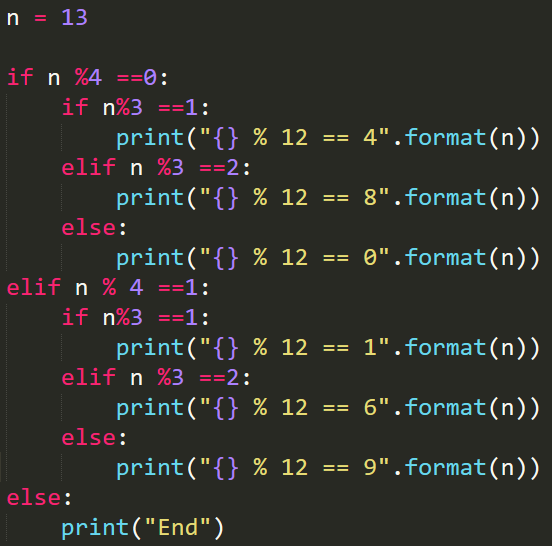 n = 13

if n %4 ==0:
    if n%3 ==1:
        print("{} % 12 == 4".format(n))
    elif n %3 ==2:
        print("{} % 12 == 8".format(n))
    else:
        print("{} % 12 == 0".format(n))
elif n % 4 ==1:
    if n%3 ==1:
        print("{} % 12 == 1".format(n))
    elif n %3 ==2:
        print("{} % 12 == 6".format(n))
    else:
        print("{} % 12 == 9".format(n))
else:
    print("End")